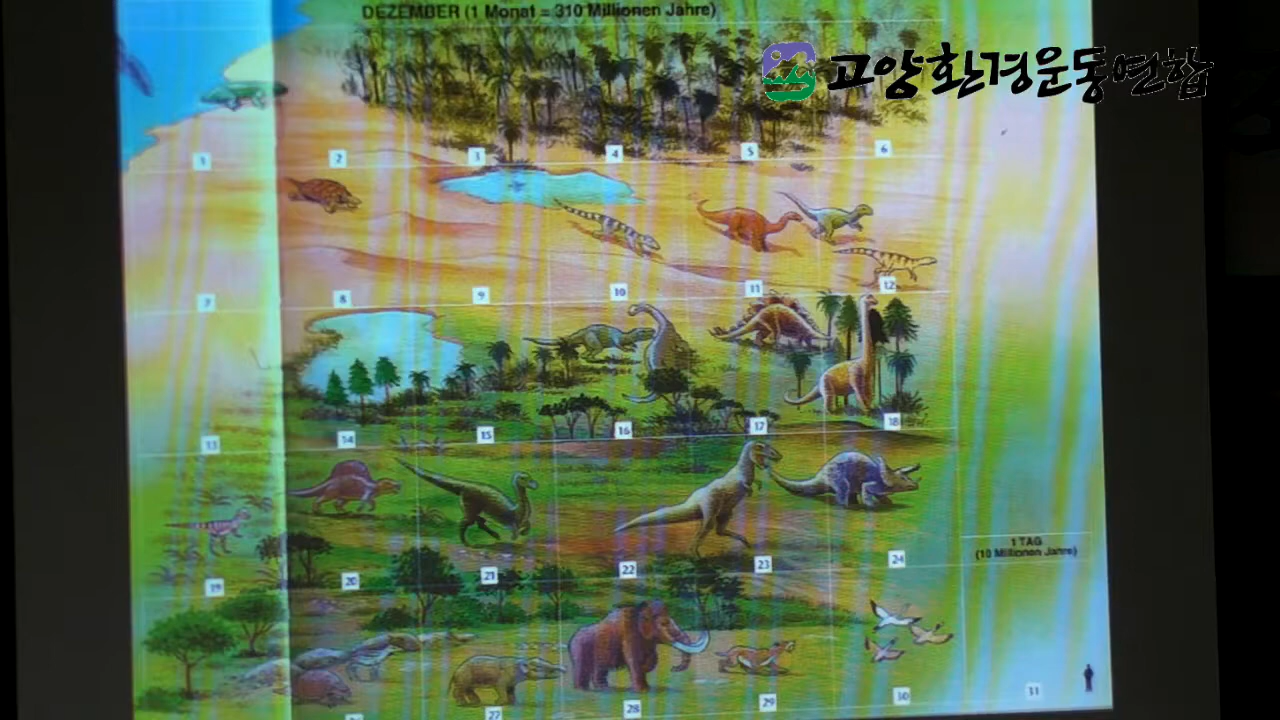 DEZEMBER (1 Monat = 310 Millionen Jahre)
고양환경운동연합
1 2 3 4 5 6
7 8 9 10 11 12
13 14 15 16 17 18
19 20 21 22 23 24
1 TAG
(10 Millionen Jahre)
27 28 29 30 31